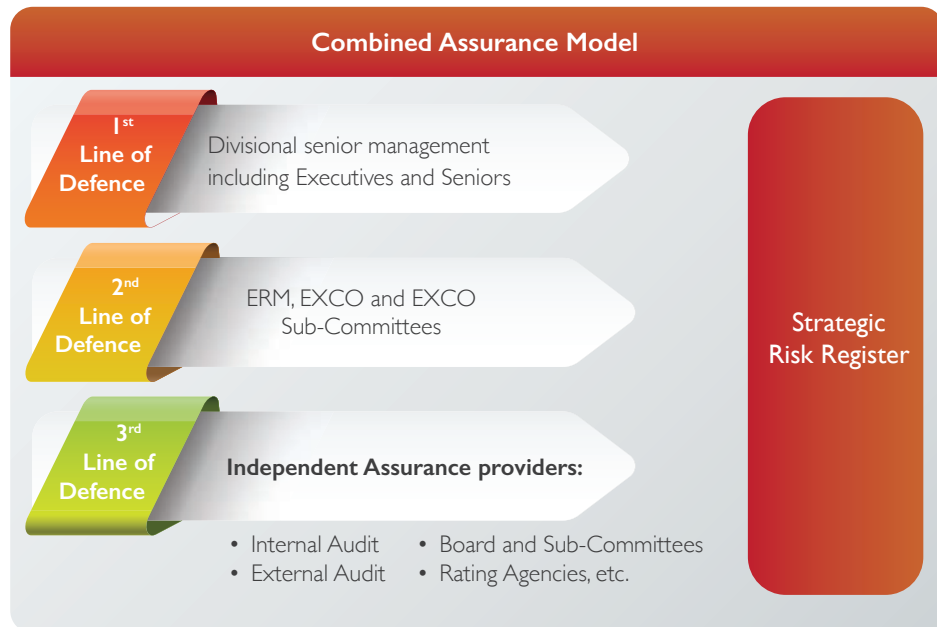 Combined Assurance Model
1st
Line of
Defence
Divisional senior management
including Executives and Seniors
2nd
Line of
Defence
ERM, EXCO and EXCO
Sub-Committees
3rd
Line of
Defence
Independent Assurance providers:
• Internal Audit
• External Audit
• Board and Sub-Committees
• Rating Agencies, etc.
Strategic
Risk Register